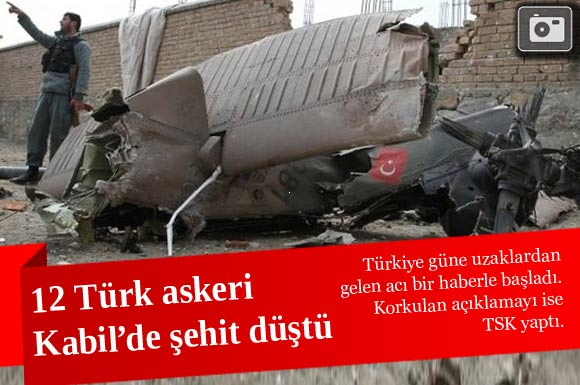 12 Türk askeri
Kabil’de şehit düştü
Türkiye güne uzaklardan
gelen acı bir haberle başladı.
Korkulan açıklamayı ise
TSK yaptı.